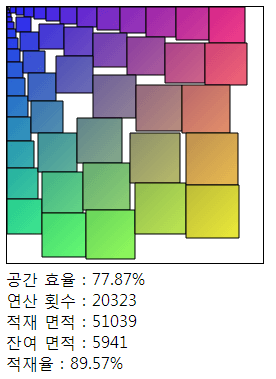 공간 효율 : 77.87%
연산 횟수 : 20323
적재 면적 : 51039
잔여 면적 : 5941
적재율 : 89.57%